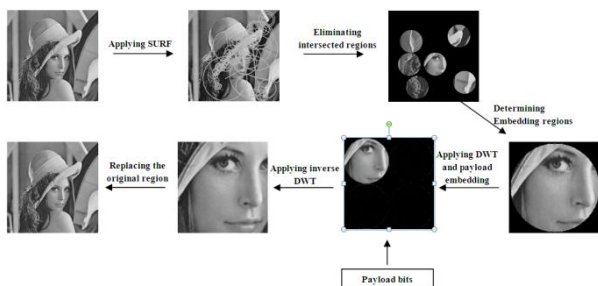 Applying SURF
Eliminating
intersected regions
Determining
Embedding regions
Applying DWT
and payload
embedding
Applying inverse
DWT
Replacing the
original region
Payload bits